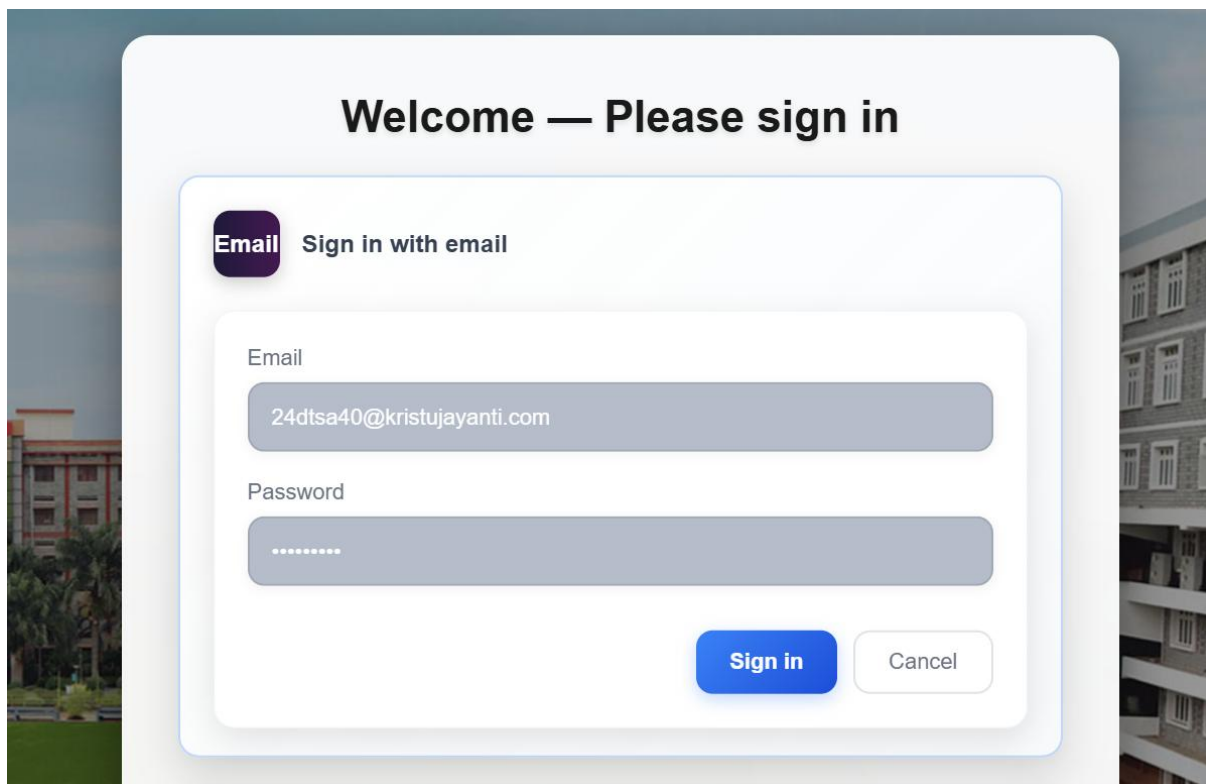 Welcome — Please sign in
Email Sign in with email
Email
24dtsa40@kristujayanti.com
Password
•••••••••
Sign in Cancel